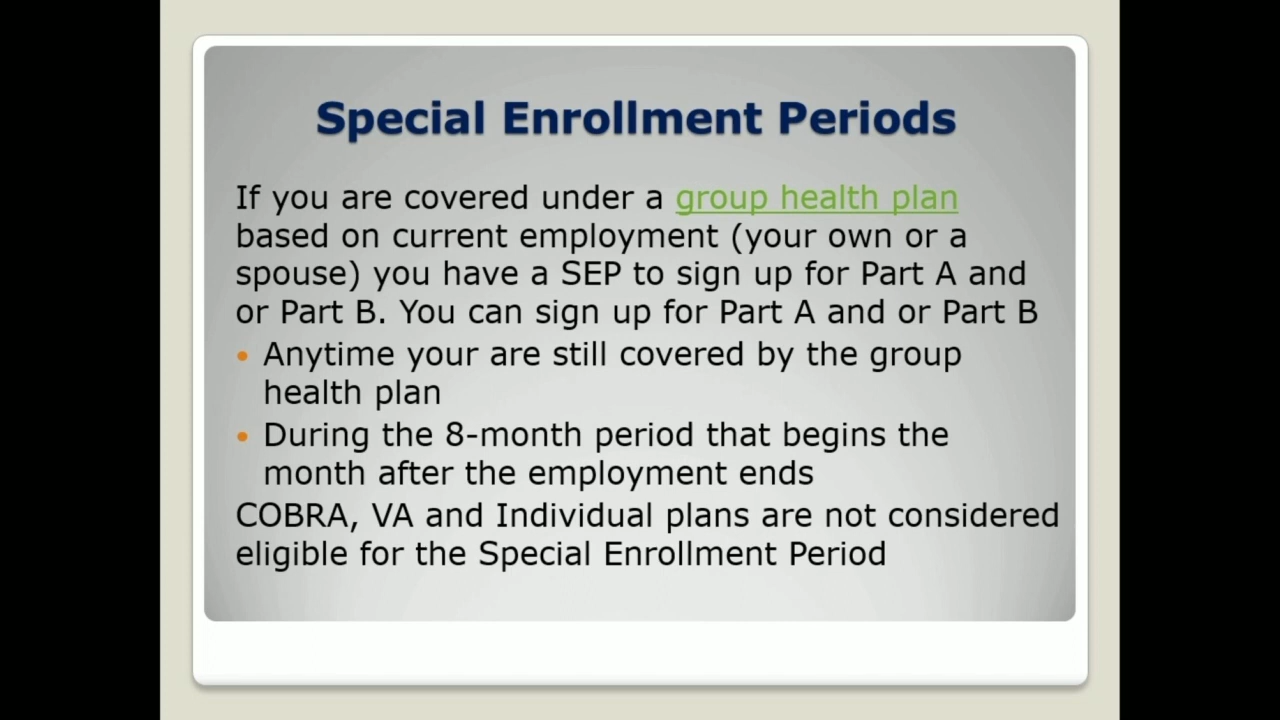 Special Enrollment Periods
If you are covered under a group health plan
based on current employment (your own or a
spouse) you have a SEP to sign up for Part A and
or Part B. You can sign up for Part A and or Part B
• Anytime your are still covered by the group
health plan
• During the 8-month period that begins the
month after the employment ends
COBRA, VA and Individual plans are not considered
eligible for the Special Enrollment Period